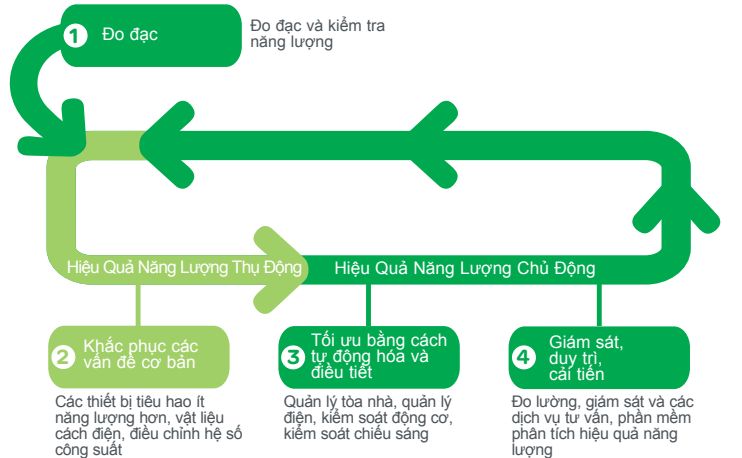 1 Đo đạc
Đo đạc và kiểm tra
năng lượng
Hiệu Quả Năng Lượng Thụ Động
Hiệu Quả Năng Lượng Chủ Động
2 Khắc phục các
vấn đề cơ bản
Các thiết bị tiêu hao ít
năng lượng hơn, vật liệu
cách điện, điều chỉnh hệ số
công suất
3 Tối ưu bằng cách
tự động hóa và
điều tiết
Quản lý tòa nhà, quản lý
điện, kiểm soát động cơ,
kiểm soát chiếu sáng
4 Giám sát,
duy trì,
cải tiến
Đo lường, giám sát và các
dịch vụ tư vấn, phần mềm
phân tích hiệu quả năng
lượng